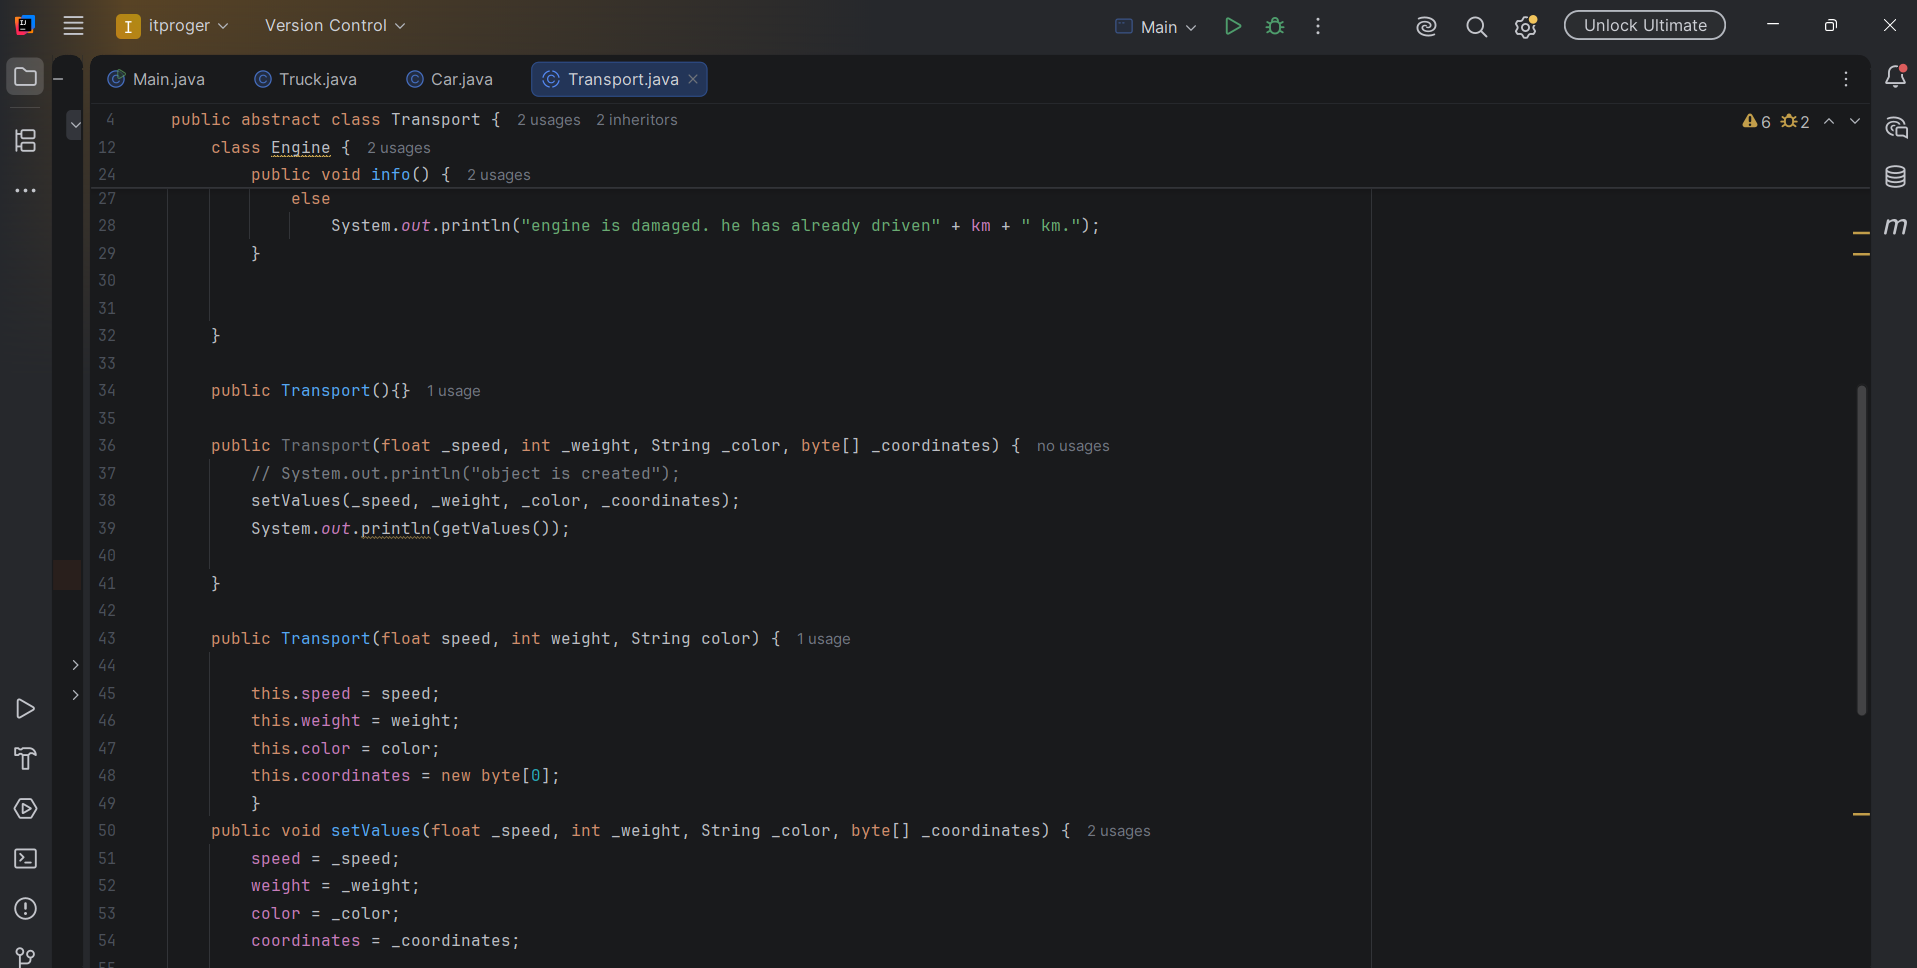 I itproger Version Control Main Unlock Ultimate
Main.java Truck.java Car.java Transport.java
4 public abstract class Transport { 2 usages 2 inheritors 6 2
12 class Engine { 2 usages
24 public void info() { 2 usages
27 else
28 System.out.println("engine is damaged. he has already driven" + km + " km.");
29 }
30
31
32 }
33
34 public Transport(){} 1 usage
35
36 public Transport(float _speed, int _weight, String _color, byte[] _coordinates) { no usages
37 // System.out.println("object is created");
38 setValues(_speed, _weight, _color, _coordinates);
39 System.out.println(getValues());
40
41 }
42
43 public Transport(float speed, int weight, String color) { 1 usage
44
45 this.speed = speed;
46 this.weight = weight;
47 this.color = color;
48 this.coordinates = new byte[0];
49 }
50 public void setValues(float _speed, int _weight, String _color, byte[] _coordinates) { 2 usages
51 speed = _speed;
52 weight = _weight;
53 color = _color;
54 coordinates = _coordinates;
55